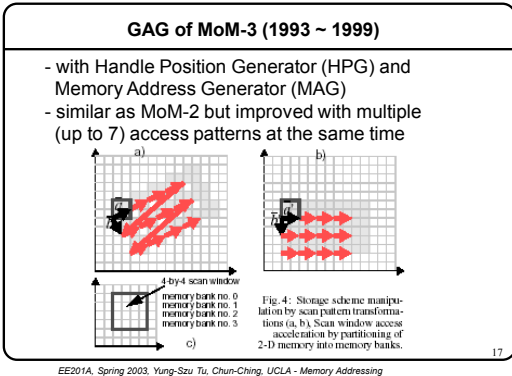 GAG of MoM-3 (1993 ~ 1999)
- with Handle Position Generator (HPG) and
Memory Address Generator (MAG)
- similar as MoM-2 but improved with multiple
(up to 7) access patterns at the same time
a)
b)
4-by-4 scan window
memory bank no. 0
memory bank no. 1
memory bank no. 2
memory bank no. 3
c)
Fig. 4: Storage scheme manipu-
lation by scan pattern transforma-
tions (a, b), Scan window access
acceleration by partitioning of
2-D memory into memory banks.
17
EE201A, Spring 2003, Yung-Szu Tu, Chun-Ching, UCLA - Memory Addressing